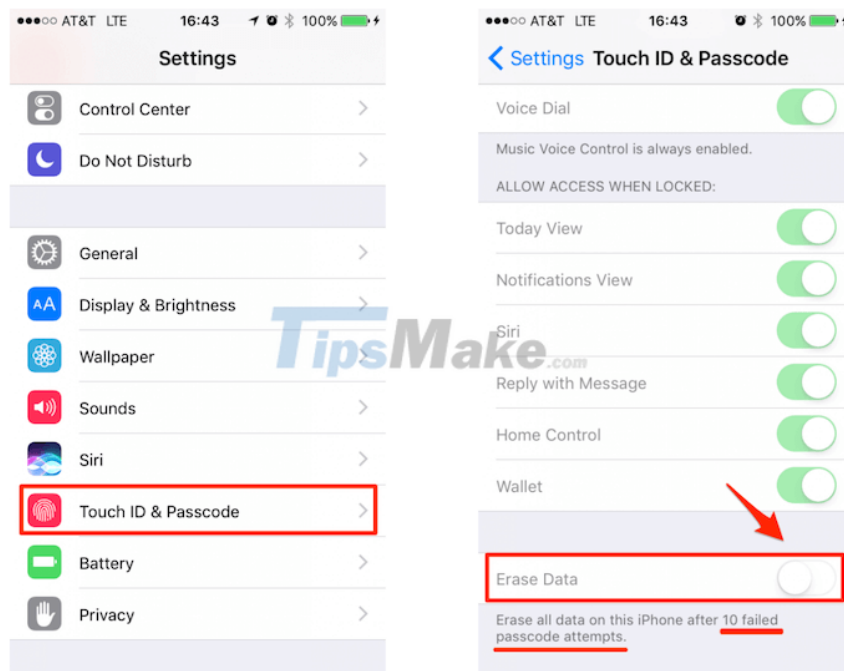 AT&T LTE 16:43 100%
Settings
Control Center
Do Not Disturb
General
AA Display & Brightness
Wallpaper
Sounds
Siri
Touch ID & Passcode
Battery
Privacy
AT&T LTE 16:43 100%
Settings Touch ID & Passcode
Voice Dial
Music Voice Control is always enabled.
ALLOW ACCESS WHEN LOCKED:
Today View
Notifications View
Siri
Reply with Message
Home Control
Wallet
Erase Data
Erase all data on this iPhone after 10 failed
passcode attempts.
TipsMake.com